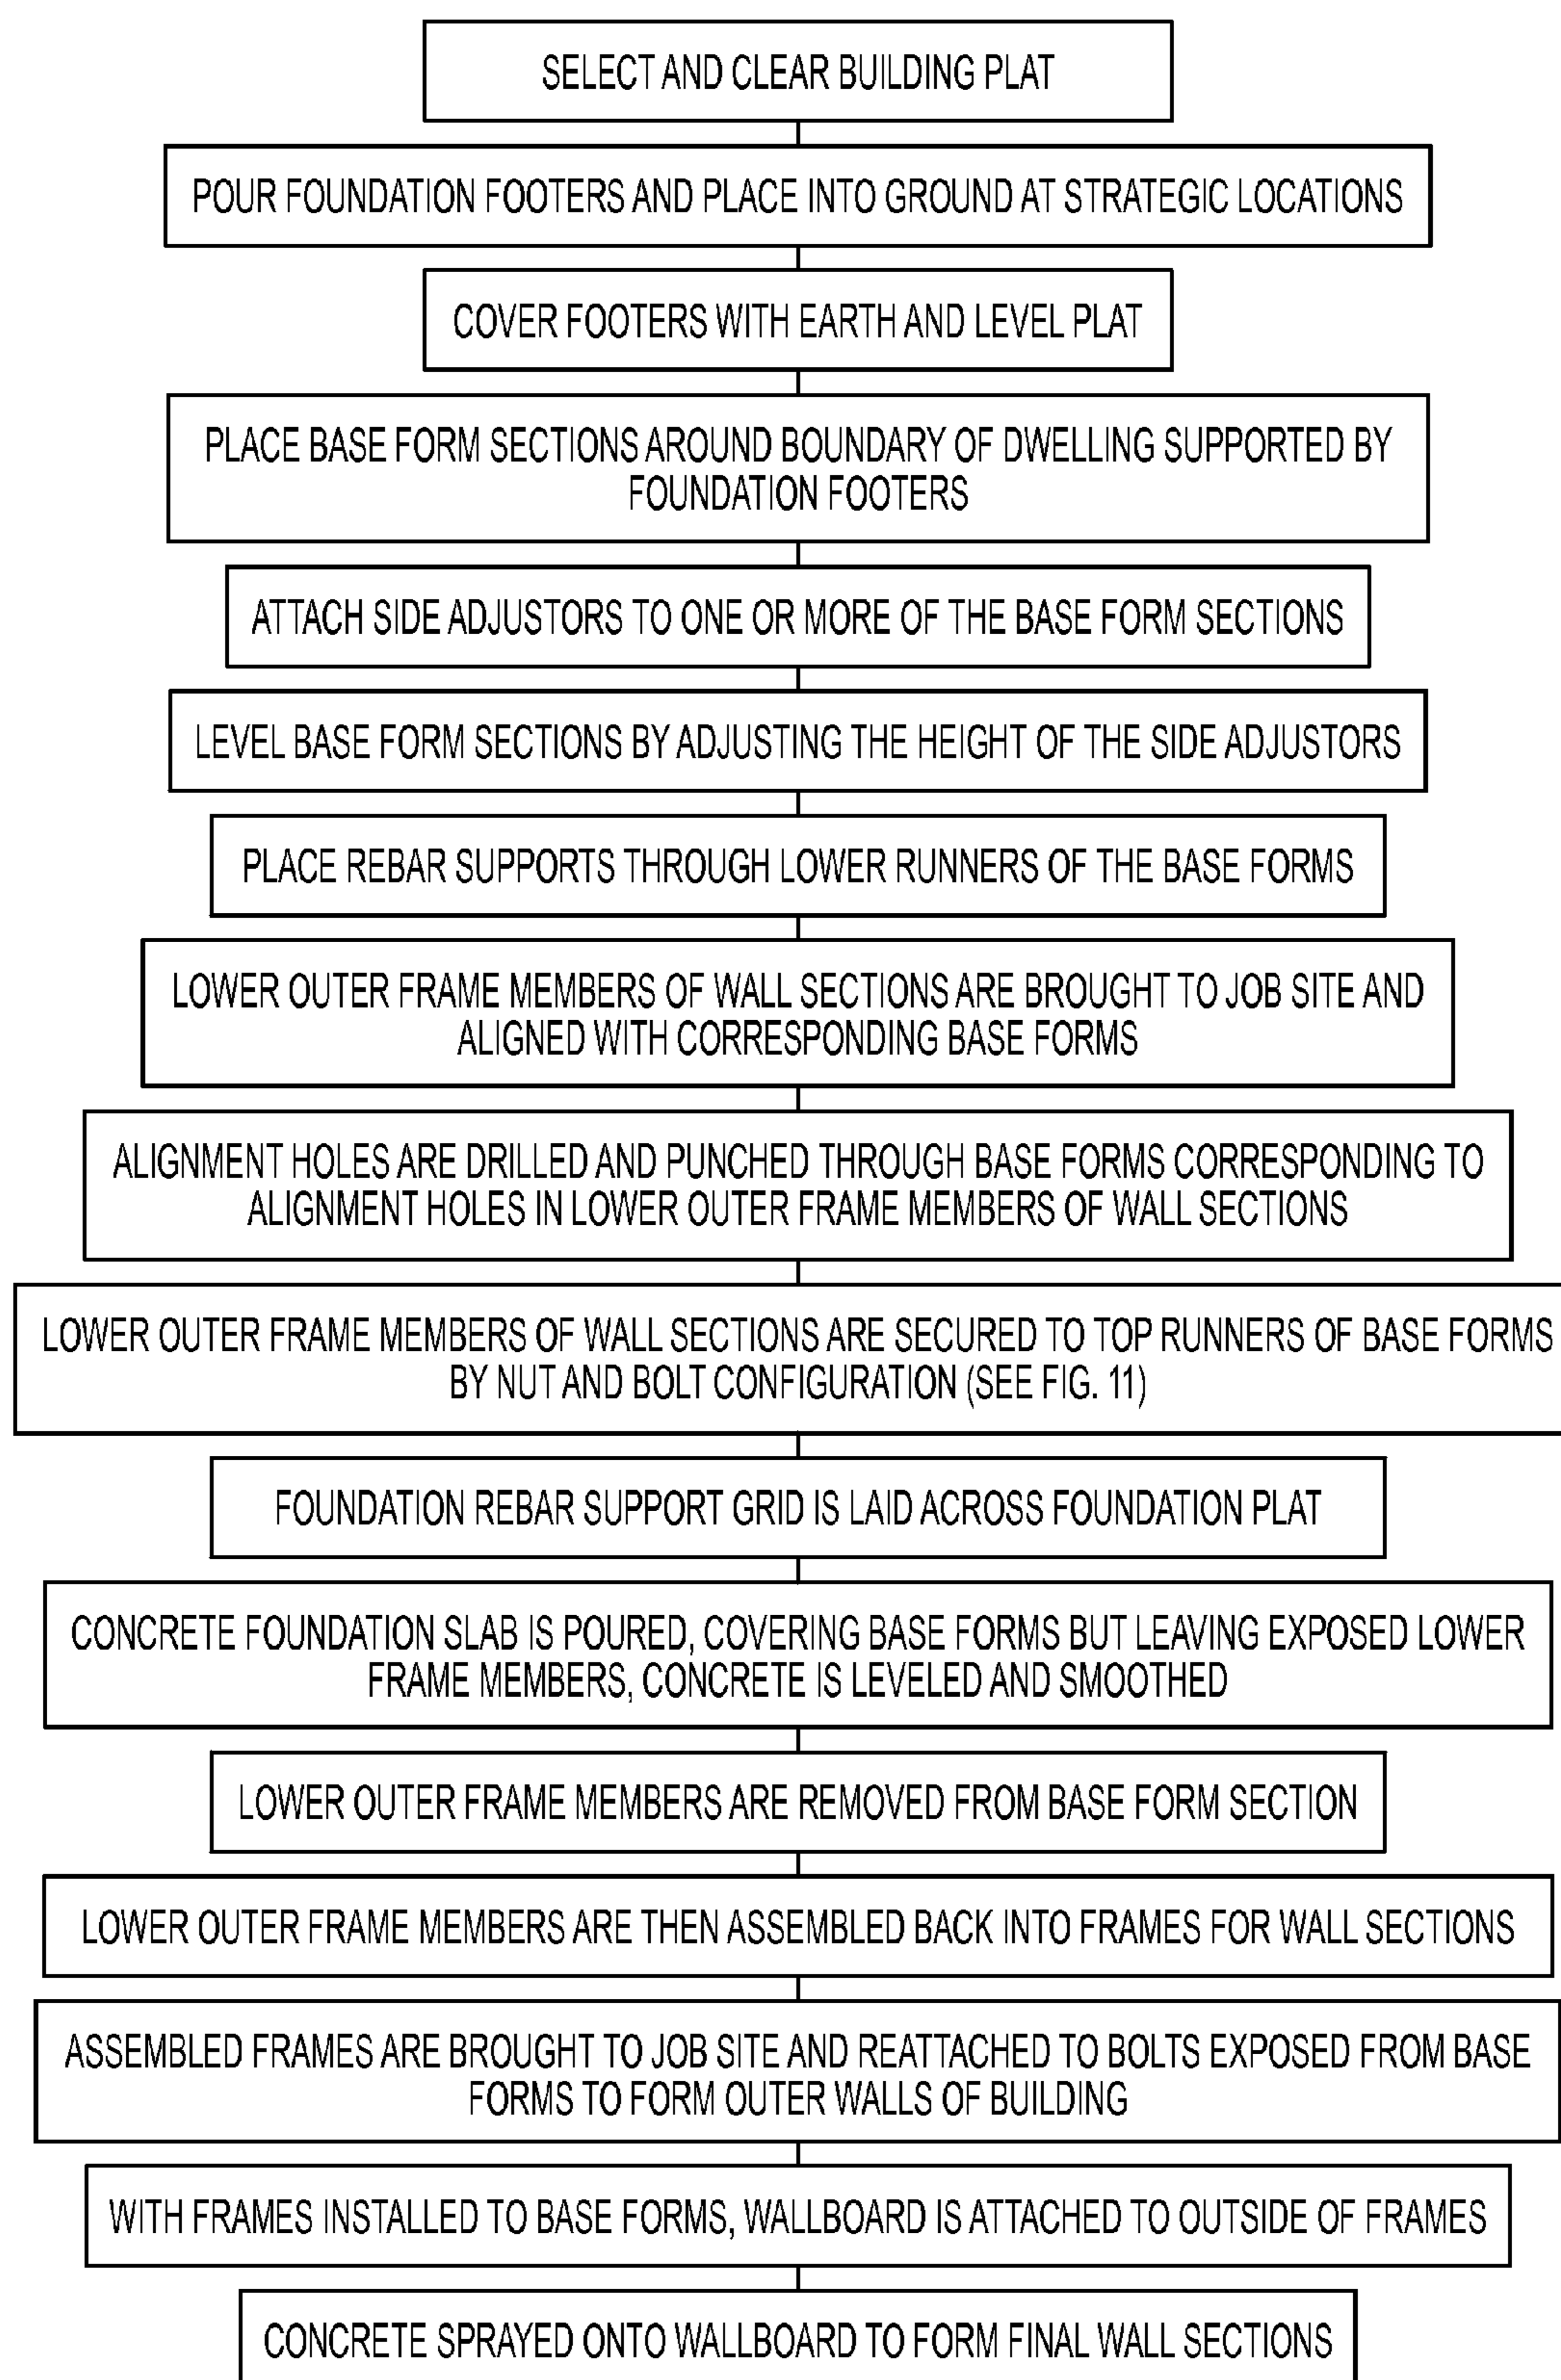 SELECT AND CLEAR BUILDING PLAT
POUR FOUNDATION FOOTERS AND PLACE INTO GROUND AT STRATEGIC LOCATIONS
COVER FOOTERS WITH EARTH AND LEVEL PLAT
PLACE BASE FORM SECTIONS AROUND BOUNDARY OF DWELLING SUPPORTED BY
FOUNDATION FOOTERS
ATTACH SIDE ADJUSTORS TO ONE OR MORE OF THE BASE FORM SECTIONS
LEVEL BASE FORM SECTIONS BY ADJUSTING THE HEIGHT OF THE SIDE ADJUSTORS
PLACE REBAR SUPPORTS THROUGH LOWER RUNNERS OF THE BASE FORMS
LOWER OUTER FRAME MEMBERS OF WALL SECTIONS ARE BROUGHT TO JOB SITE AND
ALIGNED WITH CORRESPONDING BASE FORMS
ALIGNMENT HOLES ARE DRILLED AND PUNCHED THROUGH BASE FORMS CORRESPONDING TO
ALIGNMENT HOLES IN LOWER OUTER FRAME MEMBERS OF WALL SECTIONS
LOWER OUTER FRAME MEMBERS OF WALL SECTIONS ARE SECURED TO TOP RUNNERS OF BASE FORMS
BY NUT AND BOLT CONFIGURATION (SEE FIG. 11)
FOUNDATION REBAR SUPPORT GRID IS LAID ACROSS FOUNDATION PLAT
CONCRETE FOUNDATION SLAB IS POURED, COVERING BASE FORMS BUT LEAVING EXPOSED LOWER
FRAME MEMBERS, CONCRETE IS LEVELED AND SMOOTHED
LOWER OUTER FRAME MEMBERS ARE REMOVED FROM BASE FORM SECTION
LOWER OUTER FRAME MEMBERS ARE THEN ASSEMBLED BACK INTO FRAMES FOR WALL SECTIONS
ASSEMBLED FRAMES ARE BROUGHT TO JOB SITE AND REATTACHED TO BOLTS EXPOSED FROM BASE
FORMS TO FORM OUTER WALLS OF BUILDING
WITH FRAMES INSTALLED TO BASE FORMS, WALLBOARD IS ATTACHED TO OUTSIDE OF FRAMES
CONCRETE SPRAYED ONTO WALLBOARD TO FORM FINAL WALL SECTIONS